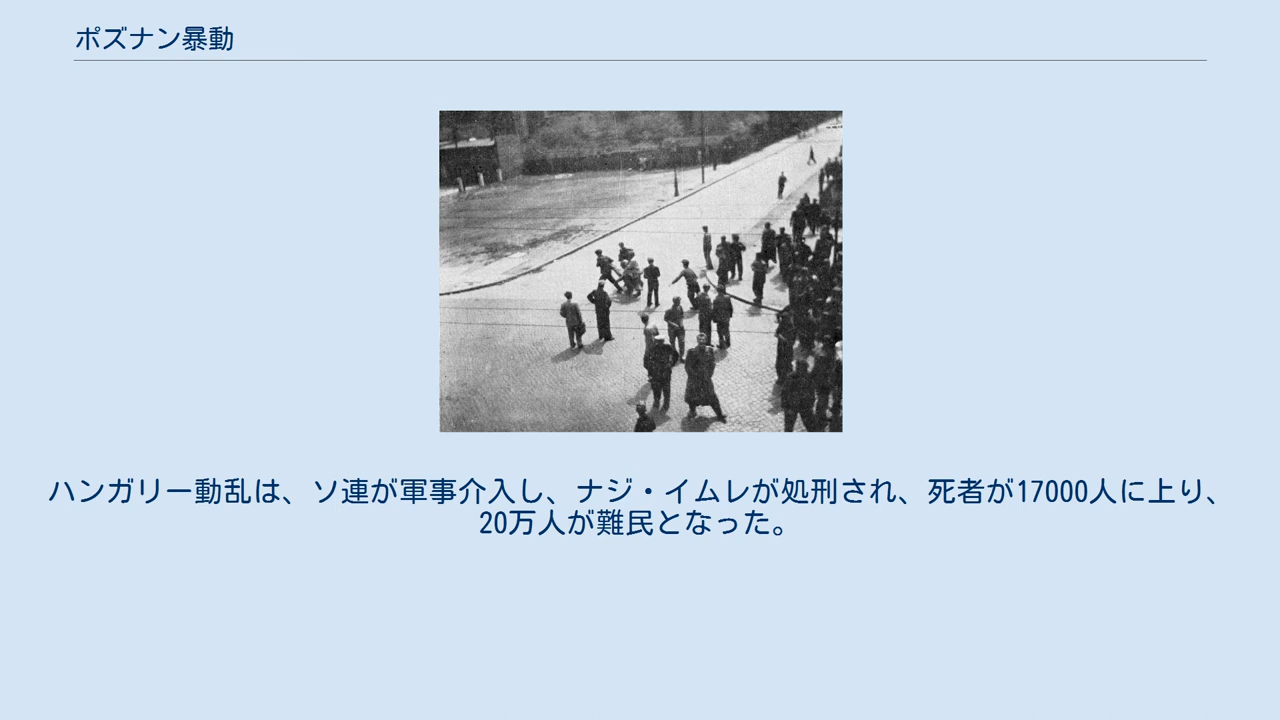 ポズナン暴動
ハンガリー動乱は、ソ連が軍事介入し、ナジ・イムレが処刑され、死者が17000人に上り、
20万人が難民となった。